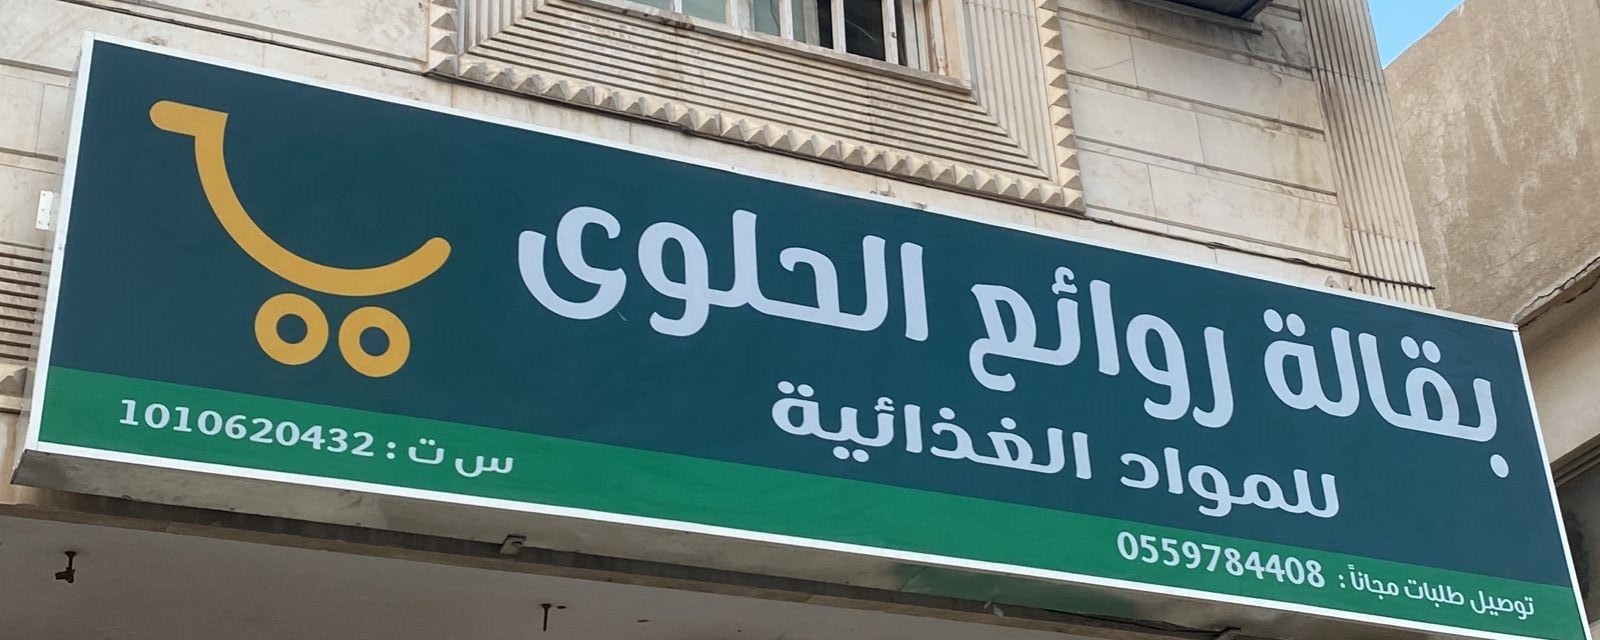 بقالة روائع الحلوى
للمواد الغذائية
توصيل طلبات مجاناً : 0559784408
س ت : 1010620432